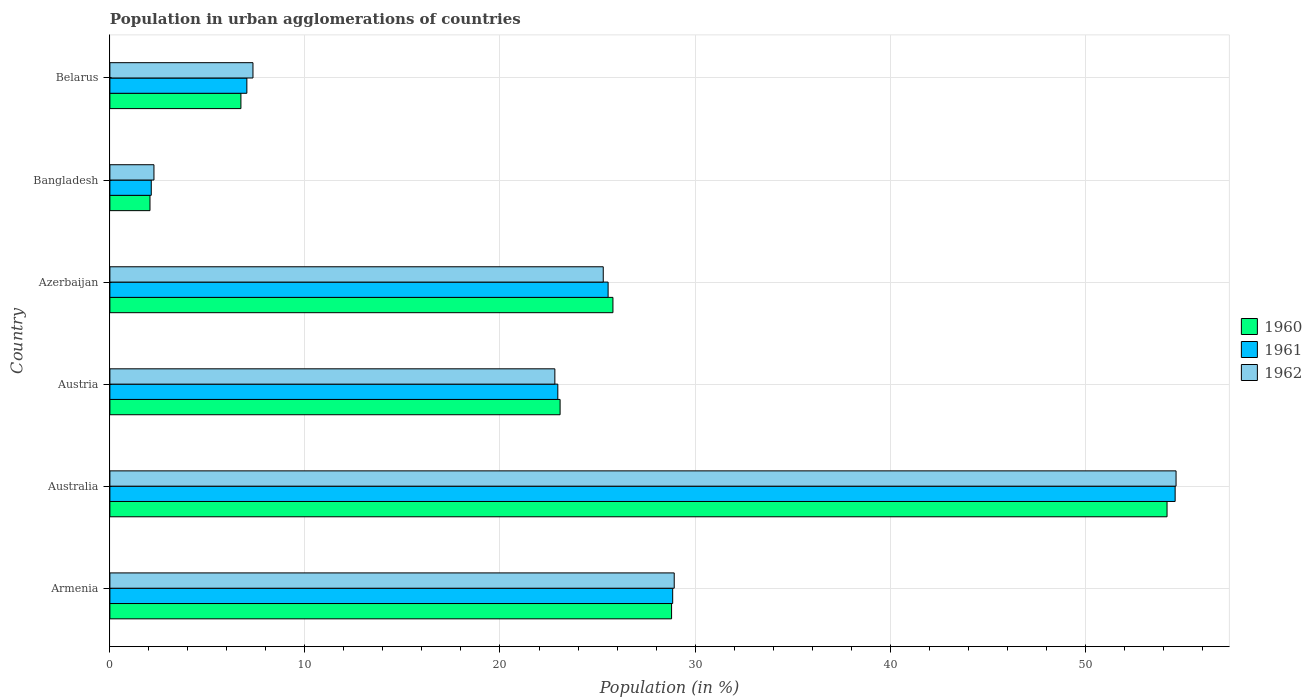 Population in urban agglomerations of countries
Belarus
Bangladesh
Azerbaijan
Austria
Australia
Armenia
Country
0
10
20
30
40
50
Population (in %)
1960
1961
1962